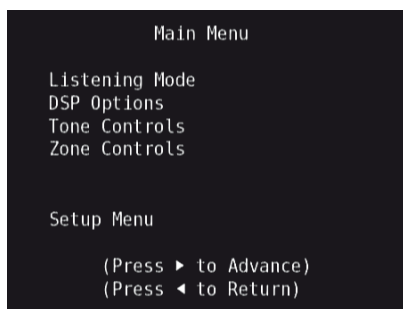 Main Menu
Listening Mode
DSP Options
Tone Controls
Zone Controls
Setup Menu
(Press ▶ to Advance)
(Press ◀ to Return)